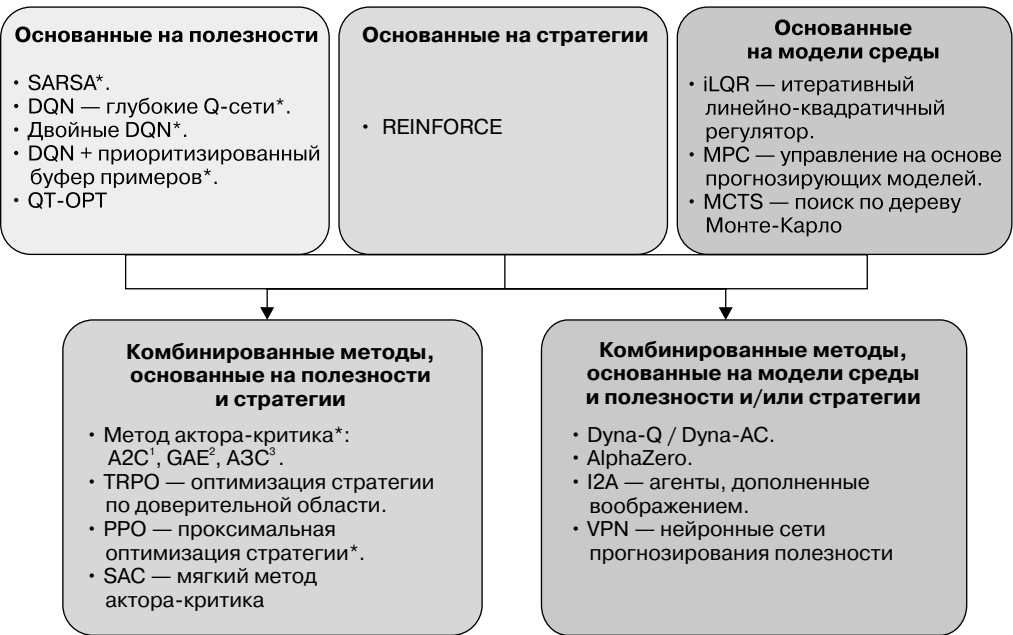 Основанные на полезности
• SARSA*.
• DQN — глубокие Q-сети*.
• Двойные DQN*.
• DQN + приоритизированный
буфер примеров*.
• QT-OPT
Основанные на стратегии
• REINFORCE
Основанные
на модели среды
• iLQR — итеративный
линейно-квадратичный
регулятор.
• MPC — управление на основе
прогнозирующих моделей.
• MCTS — поиск по дереву
Монте-Карло
Комбинированные методы,
основанные на полезности
и стратегии
• Метод актора-критика*:
A2C¹, GAE², A3C³.
• TRPO — оптимизация стратегии
по доверительной области.
• PPO — проксимальная
оптимизация стратегии*.
• SAC — мягкий метод
актора-критика
Комбинированные методы,
основанные на модели среды
и полезности и/или стратегии
• Dyna-Q / Dyna-AC.
• AlphaZero.
• I2A — агенты, дополненные
воображением.
• VPN — нейронные сети
прогнозирования полезности